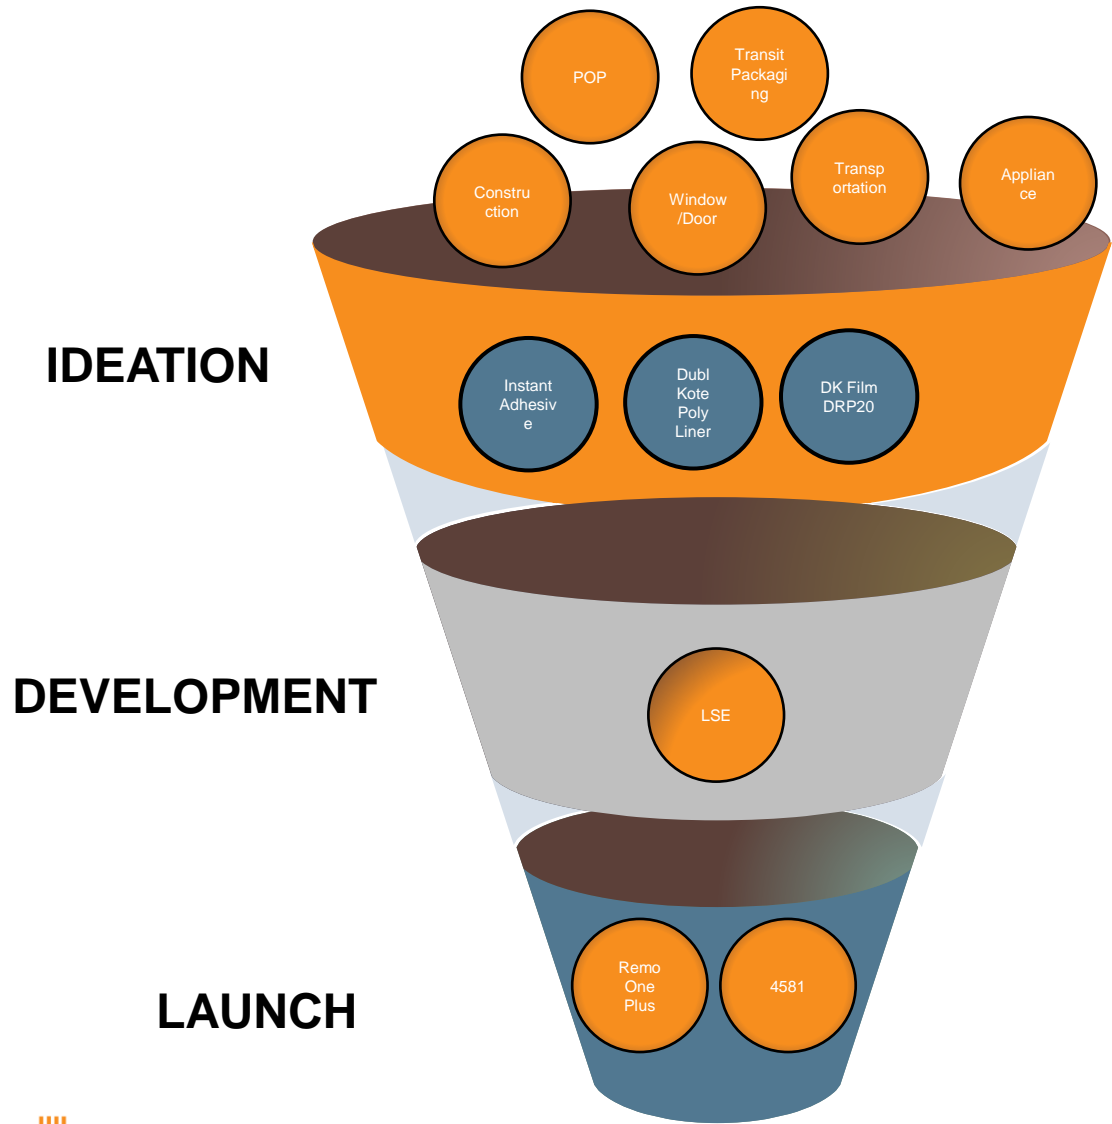 POP
Transit
Packagi
ng
Constru
ction
Window
/Door
Transp
ortation
Applian
ce
IDEATION
Instant
Adhesiv
e
Dubl
Kote
Poly
Liner
DK Film
DRP20
DEVELOPMENT
LSE
LAUNCH
Remo
One
Plus
4581